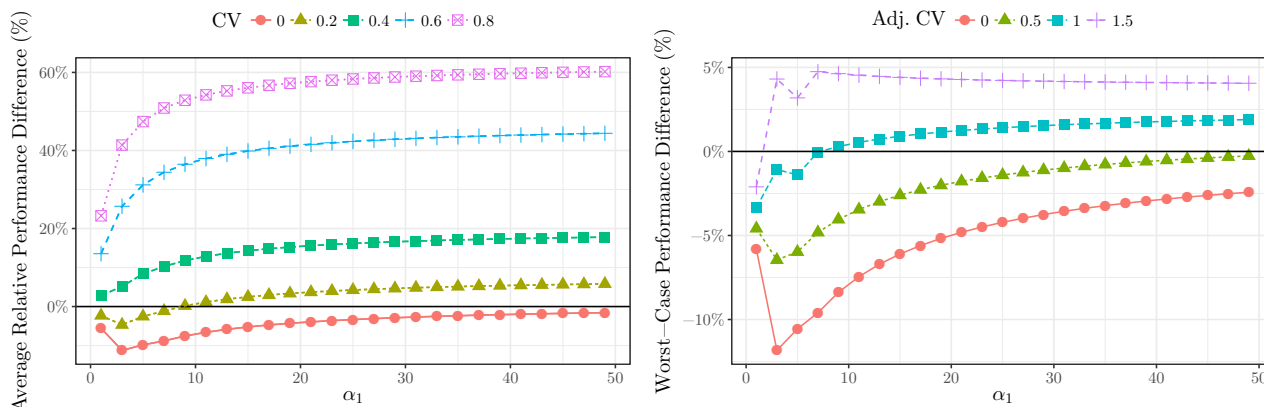 CV 0 0.2 0.4 0.6 0.8
Average Relative Performance Difference (%)
60%
40%
20%
0%
0 10 20 30 40 50
α₁
Adj. CV 0 0.5 1 1.5
Worst−Case Performance Difference (%)
5%
0%
−5%
−10%
0 10 20 30 40 50
α₁